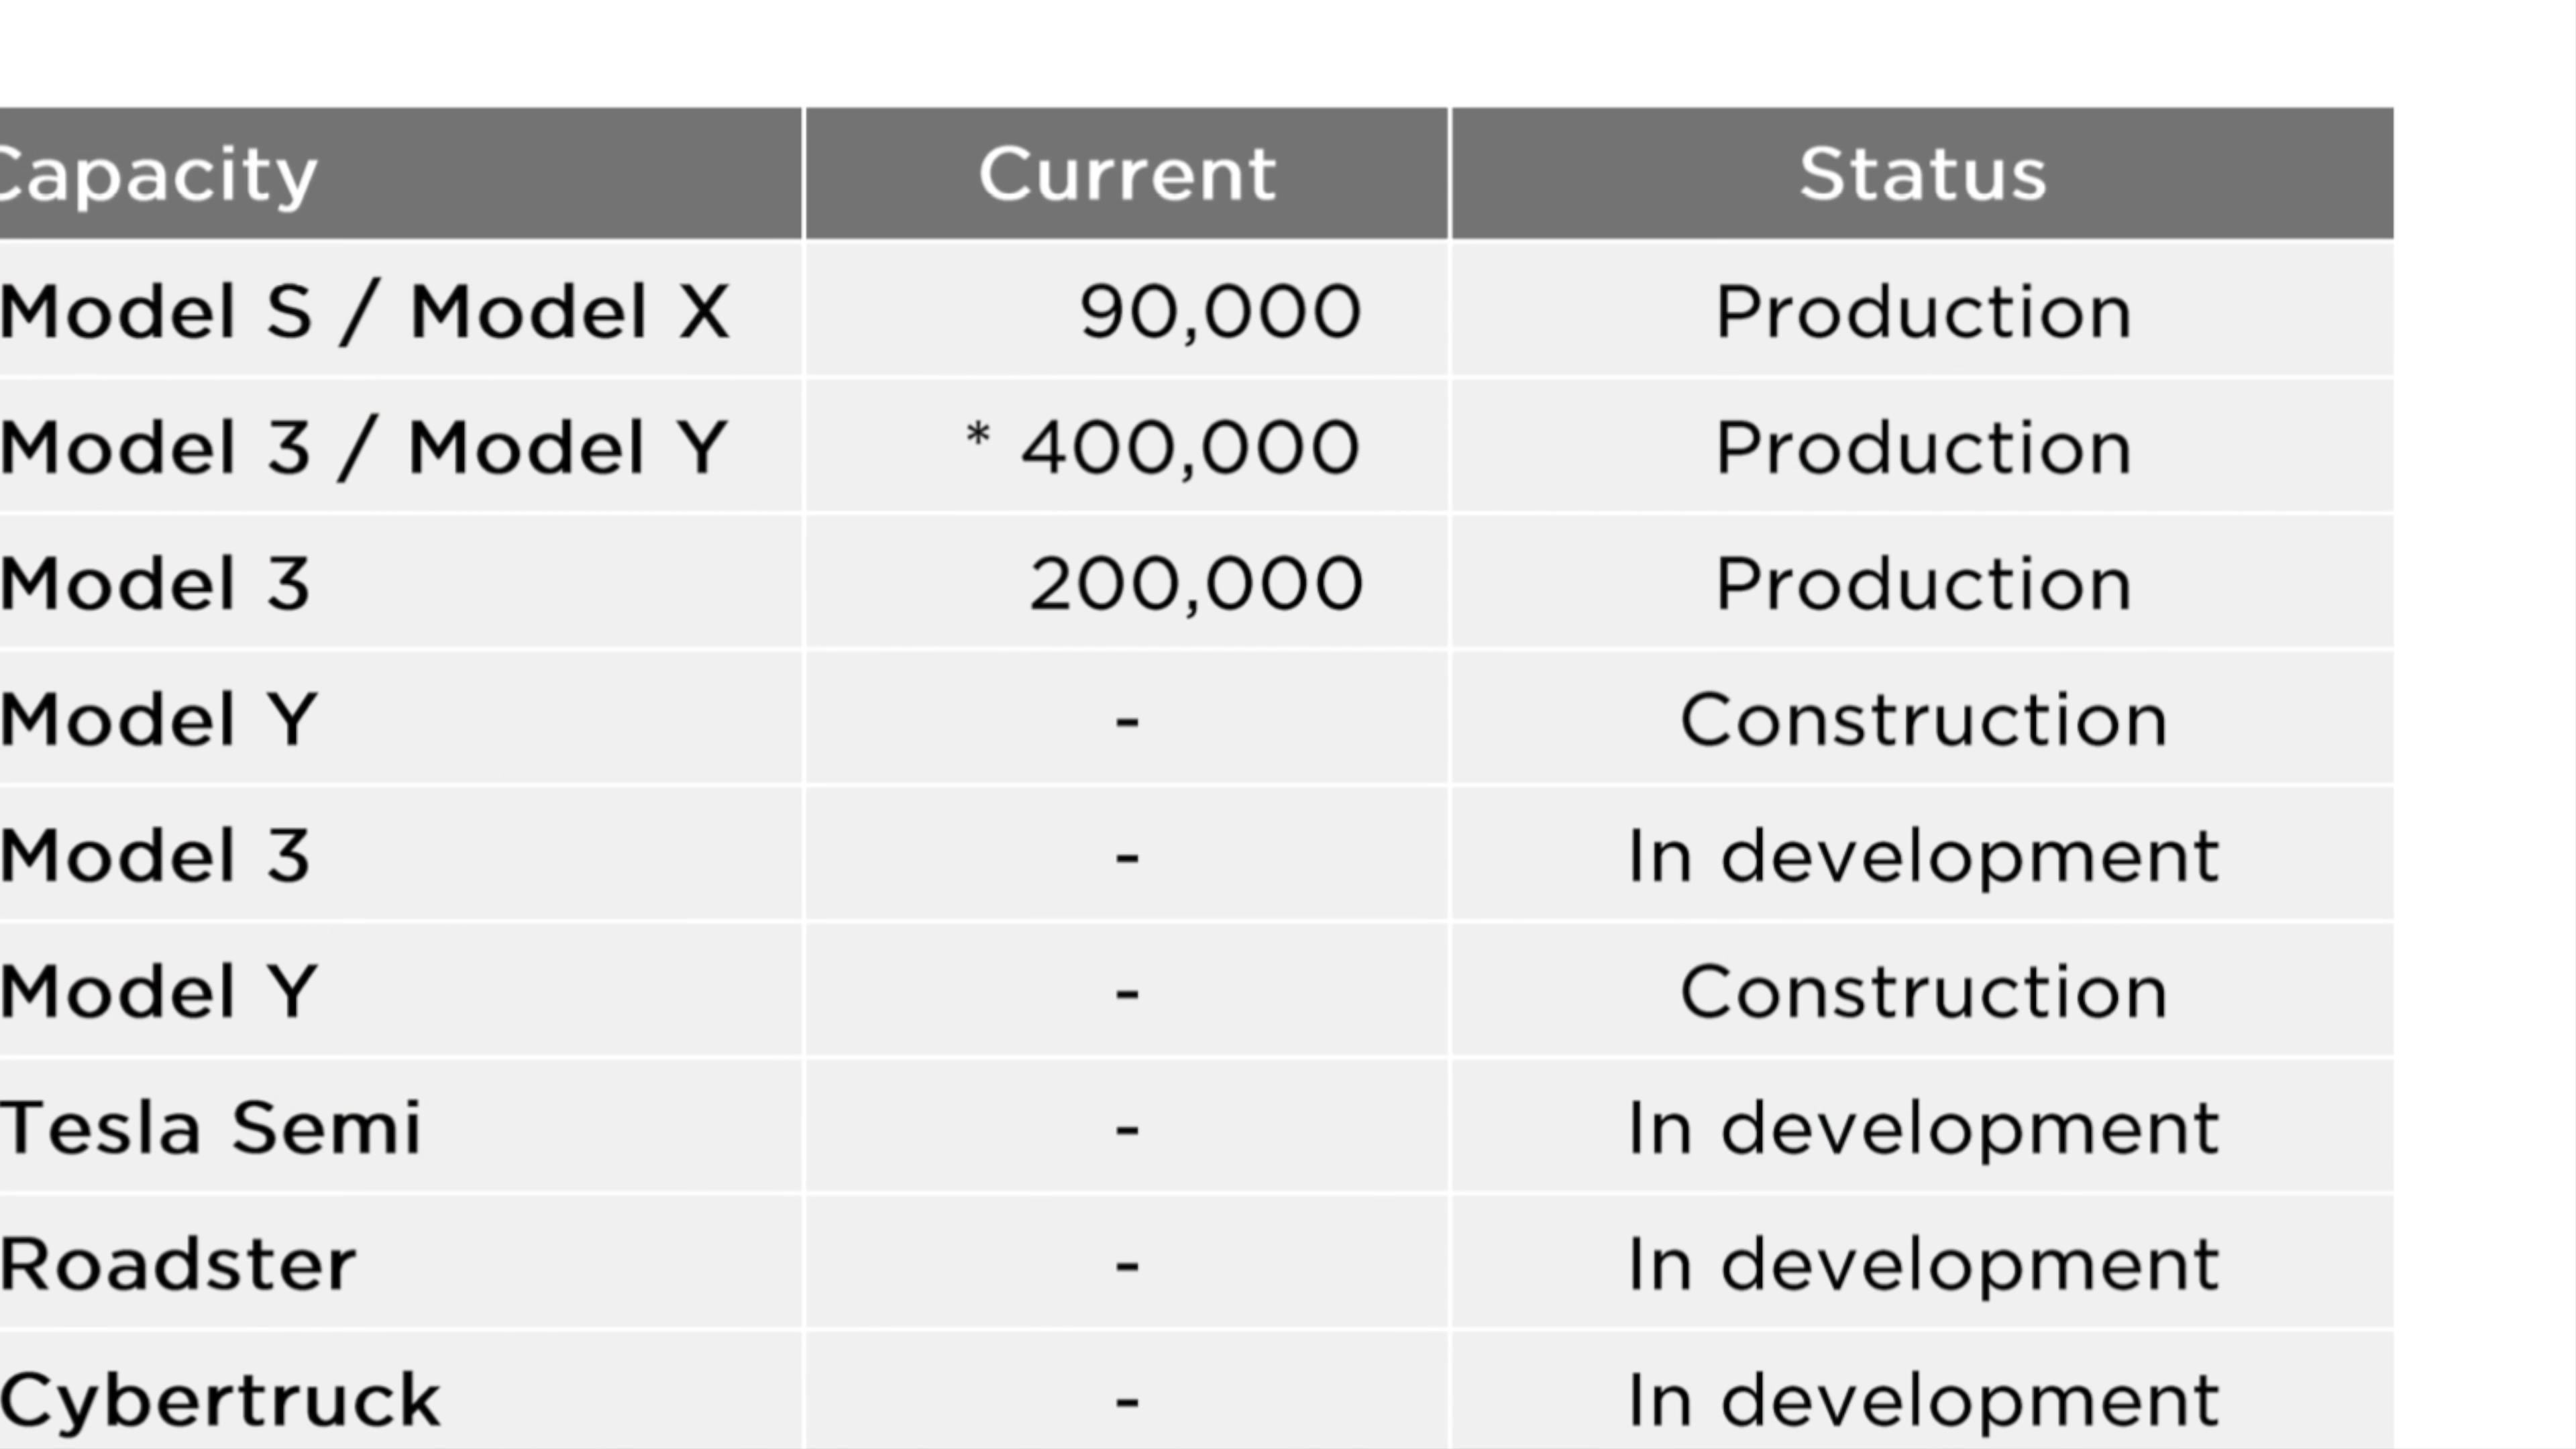 Capacity Current Status
Model S / Model X 90,000 Production
Model 3 / Model Y * 400,000 Production
Model 3 200,000 Production
Model Y - Construction
Model 3 - In development
Model Y - Construction
Tesla Semi - In development
Roadster - In development
Cybertruck - In development